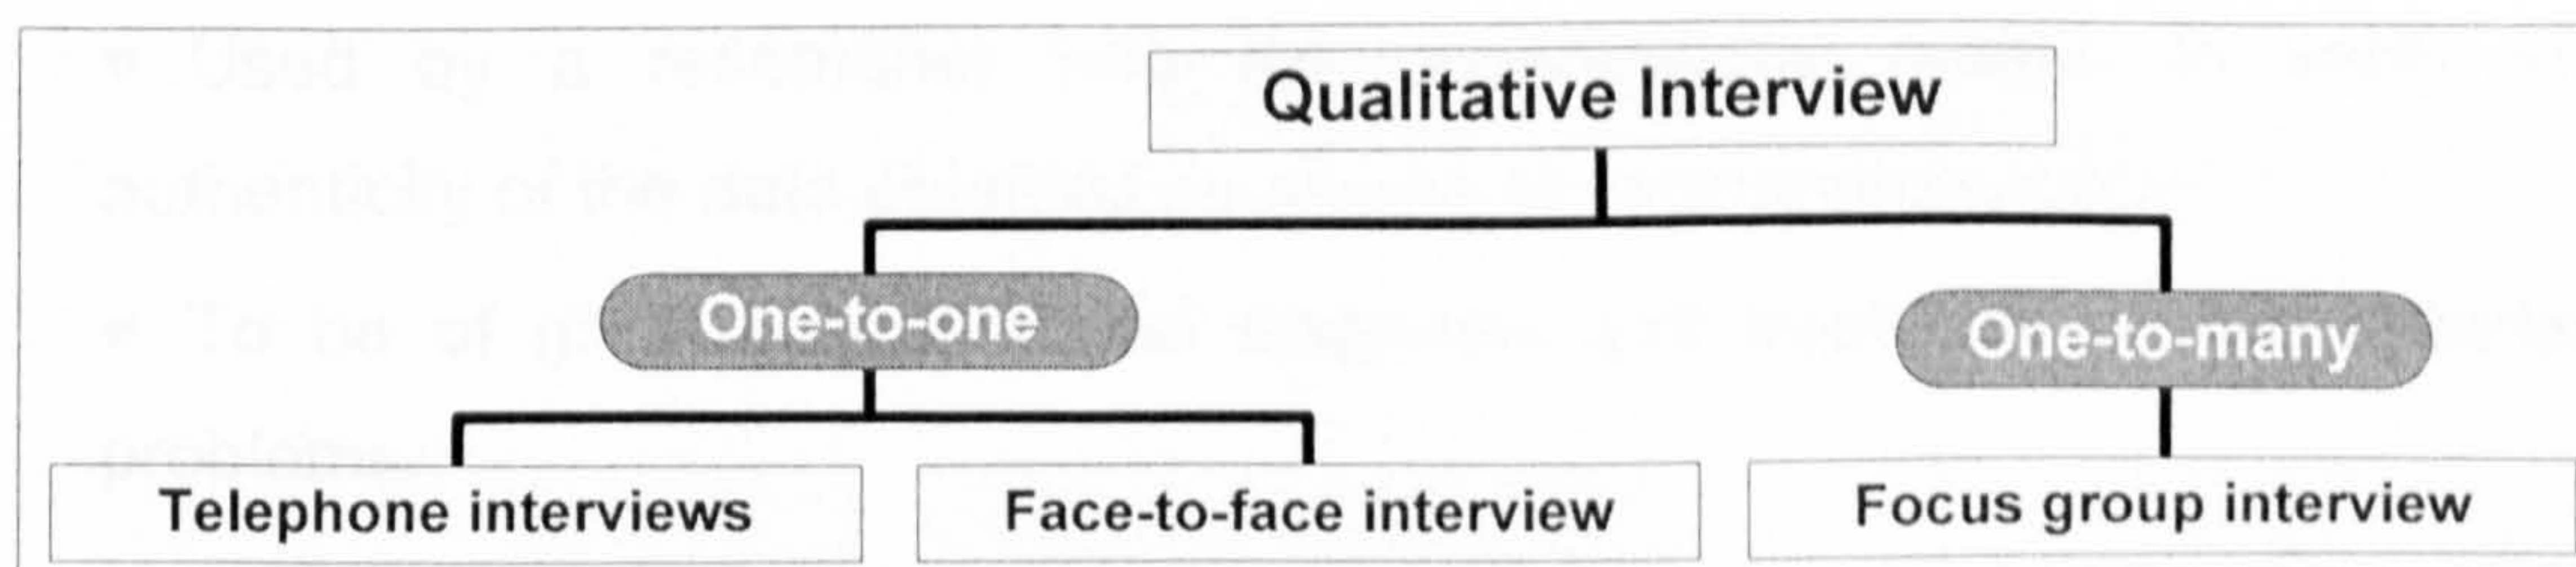 Qualitative Interview
One-to-one
One-to-many
Telephone interviews
Face-to-face interview
Focus group interview